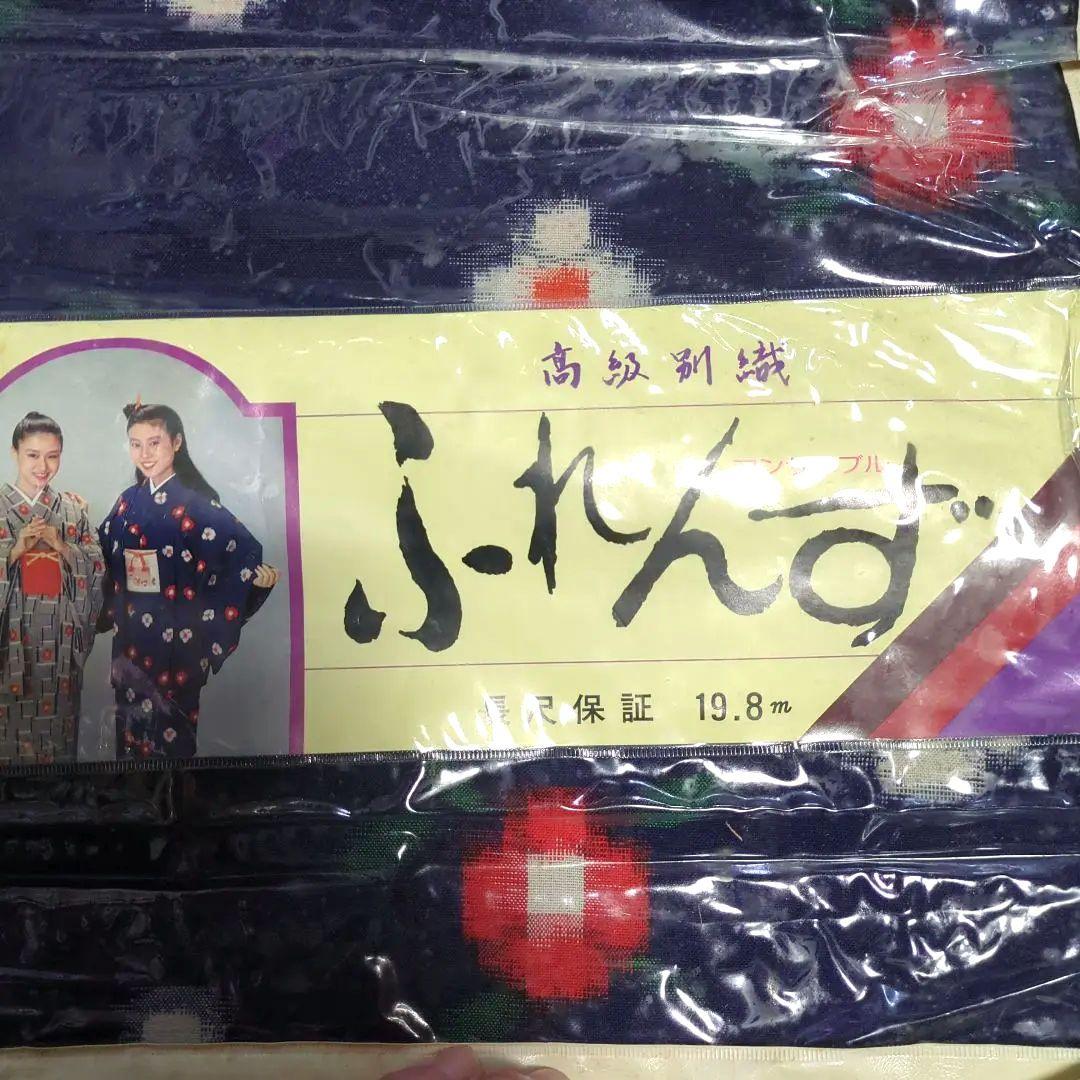 高級別織
アンサンブル
ふれんず
長尺保証 19.8m